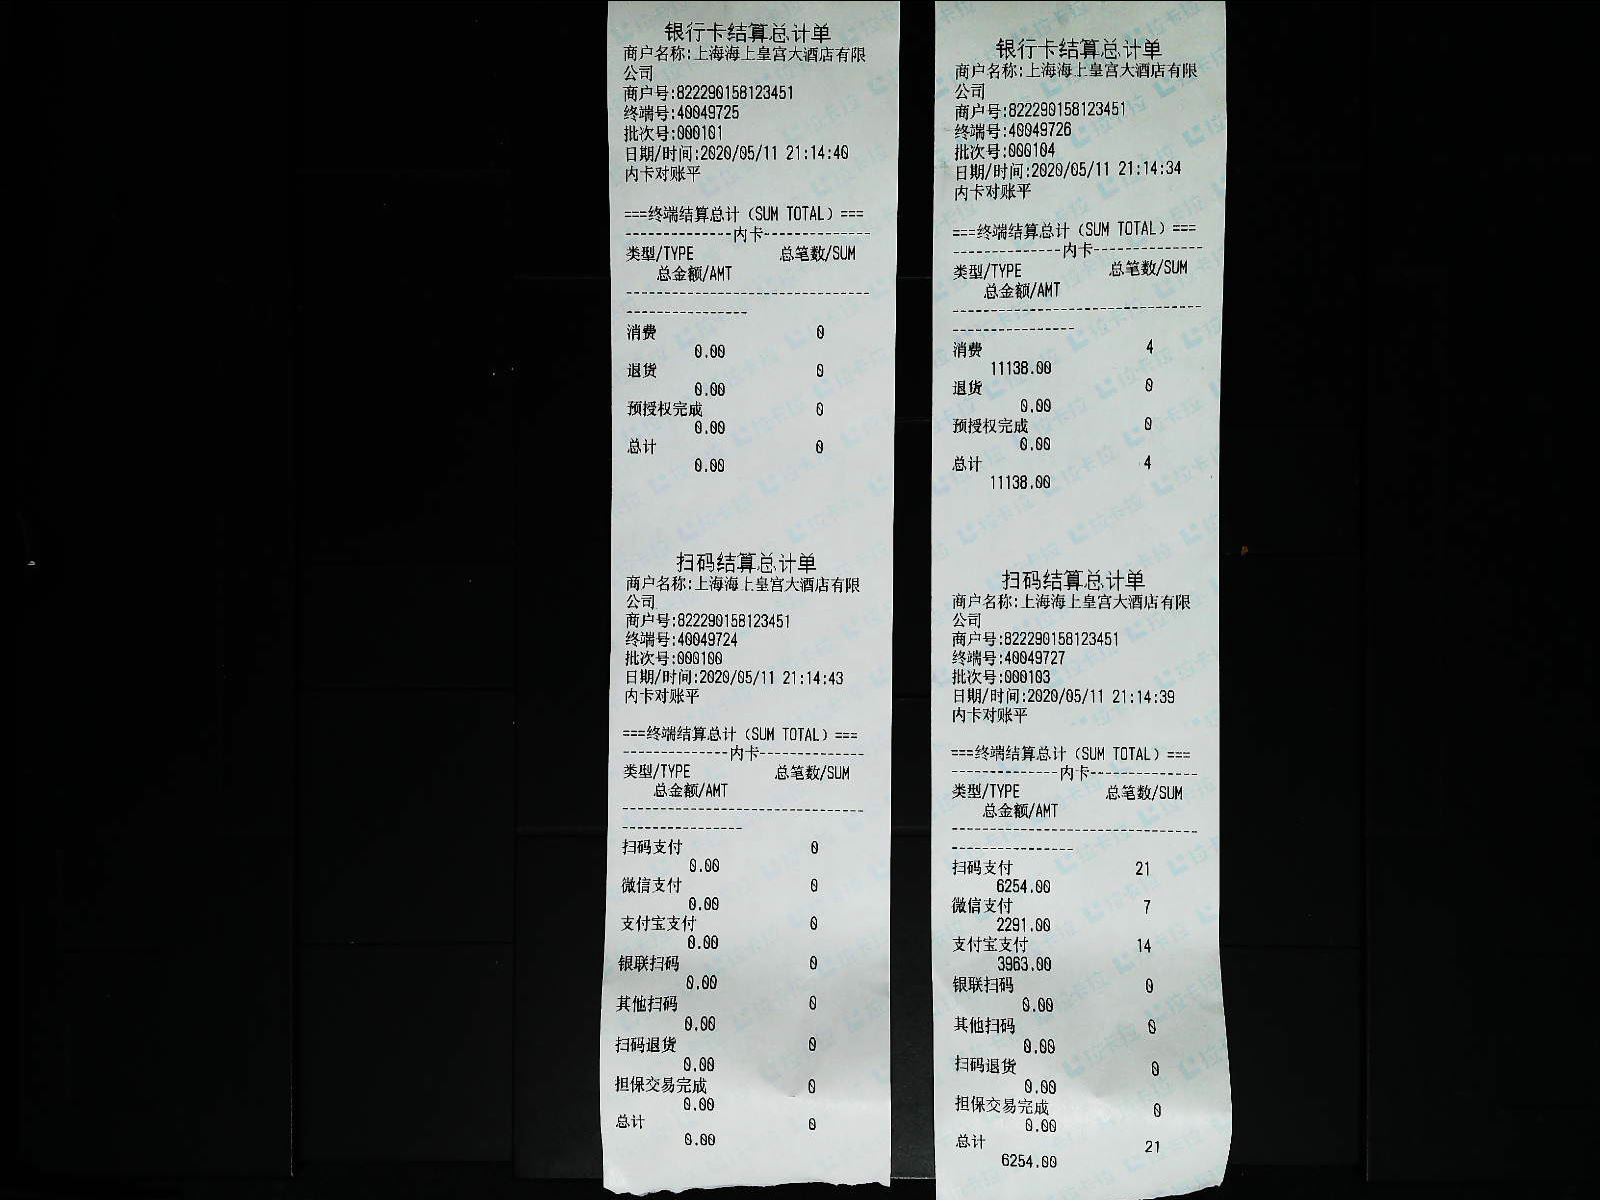 银行卡结算总计单
商户名称:上海海上皇宫大酒店有限
公司
商户号:822290158123451
终端号:40049725
批次号:000101
日期/时间:2020/05/11 21:14:40
内卡对账平
===终端结算总计（SUM TOTAL）===
--------------内卡--------------
类型/TYPE 总笔数/SUM
总金额/AMT
--------------------------------
----------------
消费 0
0.00
退货 0
0.00
预授权完成 0
0.00
总计 0
0.00
扫码结算总计单
商户名称:上海海上皇宫大酒店有限
公司
商户号:822290158123451
终端号:40049724
批次号:000100
日期/时间:2020/05/11 21:14:43
内卡对账平
===终端结算总计（SUM TOTAL）===
--------------内卡--------------
类型/TYPE 总笔数/SUM
总金额/AMT
--------------------------------
----------------
扫码支付 0
0.00
微信支付 0
0.00
支付宝支付 0
0.00
银联扫码 0
0.00
其他扫码 0
0.00
扫码退货 0
0.00
担保交易完成 0
0.00
总计 0
0.00
银行卡结算总计单
商户名称:上海海上皇宫大酒店有限
公司
商户号:822290158123451
终端号:40049726
批次号:000104
日期/时间:2020/05/11 21:14:34
内卡对账平
===终端结算总计（SUM TOTAL）===
--------------内卡--------------
类型/TYPE 总笔数/SUM
总金额/AMT
--------------------------------
----------------
消费 4
11138.00
退货 0
0.00
预授权完成 0
0.00
总计 4
11138.00
扫码结算总计单
商户名称:上海海上皇宫大酒店有限
公司
商户号:822290158123451
终端号:40049727
批次号:000103
日期/时间:2020/05/11 21:14:39
内卡对账平
===终端结算总计（SUM TOTAL）===
--------------内卡--------------
类型/TYPE 总笔数/SUM
总金额/AMT
--------------------------------
----------------
扫码支付 21
6254.00
微信支付 7
2291.00
支付宝支付 14
3963.00
银联扫码 0
0.00
其他扫码 0
0.00
扫码退货 0
0.00
担保交易完成 0
0.00
总计 21
6254.00